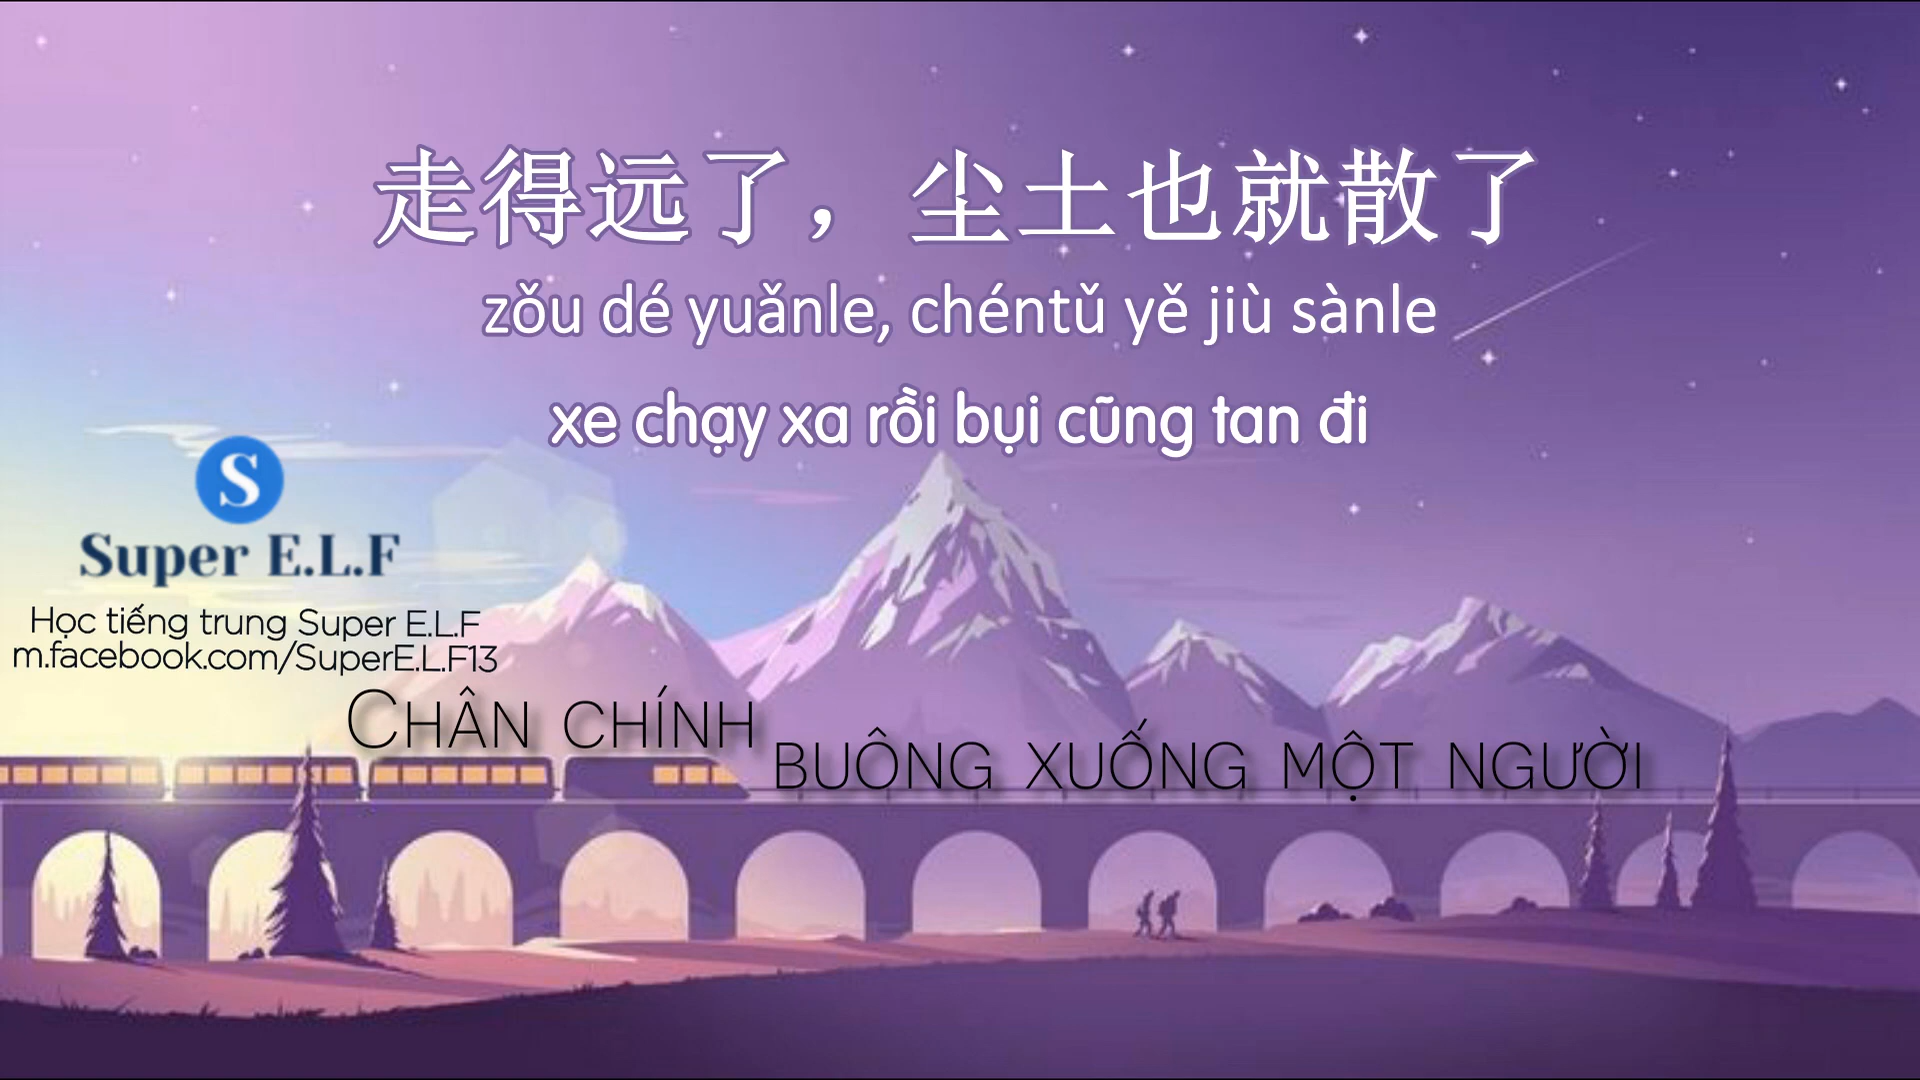 走得远了，尘土也就散了
zǒu dé yuǎnle, chéntǔ yě jiù sànle
xe chạy xa rồi bụi cũng tan đi
S
Super E.L.F
Học tiếng trung Super E.L.F
m.facebook.com/SuperE.L.F13
CHÂN CHÍNH
BUÔNG XUỐNG MỘT NGƯỜI